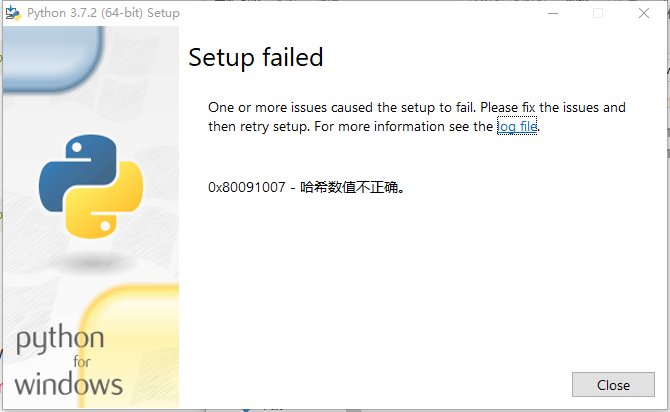 Python 3.7.2 (64-bit) Setup
Setup failed
One or more issues caused the setup to fail. Please fix the issues and
then retry setup. For more information see the log file.
0x80091007 - 哈希数值不正确。
python
for
windows
Close